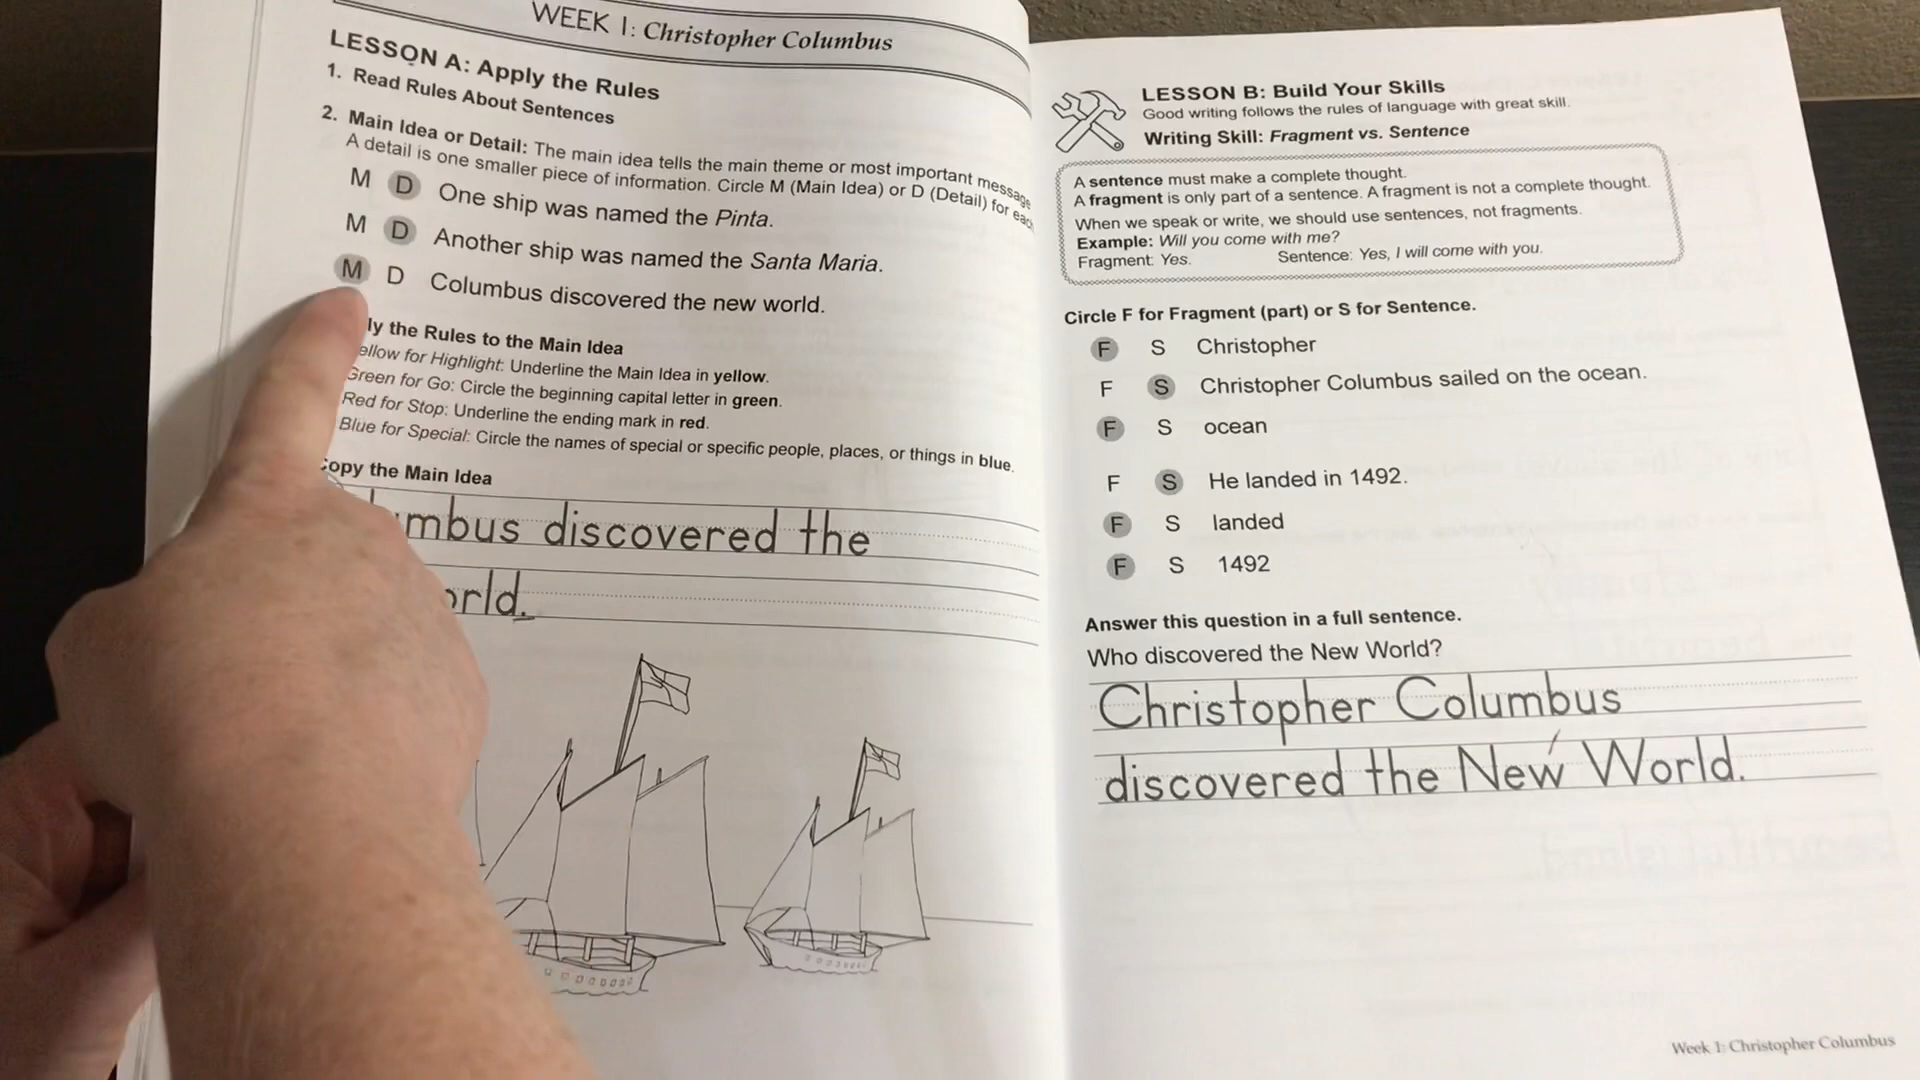 WEEK 1: Christopher Columbus
LESSON A: Apply the Rules
1. Read Rules About Sentences
2. Main Idea or Detail: The main idea tells the main theme or most important message
A detail is one smaller piece of information. Circle M (Main Idea) or D (Detail) for
M D One ship was named the Pinta.
M D Another ship was named the Santa Maria.
M D Columbus discovered the new world.
ly the Rules to the Main Idea
ellow for Highlight: Underline the Main Idea in yellow.
Green for Go: Circle the beginning capital letter in green.
Red for Stop: Underline the ending mark in red.
Blue for Special: Circle the names of special or specific people, places, or things in blue.
opy the Main Idea
mbus discovered the
orld.
LESSON B: Build Your Skills
Good writing follows the rules of language with great skill.
Writing Skill: Fragment vs. Sentence
A sentence must make a complete thought.
A fragment is only part of a sentence. A fragment is not a complete thought.
When we speak or write, we should use sentences, not fragments.
Example: Will you come with me?
Fragment: Yes. Sentence: Yes, I will come with you.
Circle F for Fragment (part) or S for Sentence.
F S Christopher
F S Christopher Columbus sailed on the ocean.
F S ocean
F S He landed in 1492.
F S landed
F S 1492
Answer this question in a full sentence.
Who discovered the New World?
Christopher Columbus
discovered the New World.
Week 1: Christopher Columbus